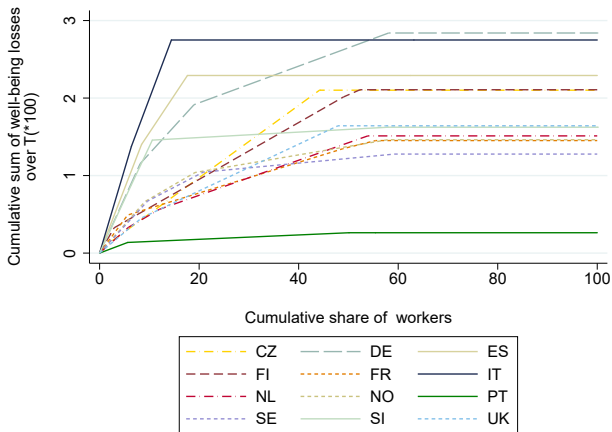 3
2
1
0
Cumulative sum of well-being losses
over T(*100)
0 20 40 60 80 100
Cumulative share of workers
CZ DE ES
FI FR IT
NL NO PT
SE SI UK